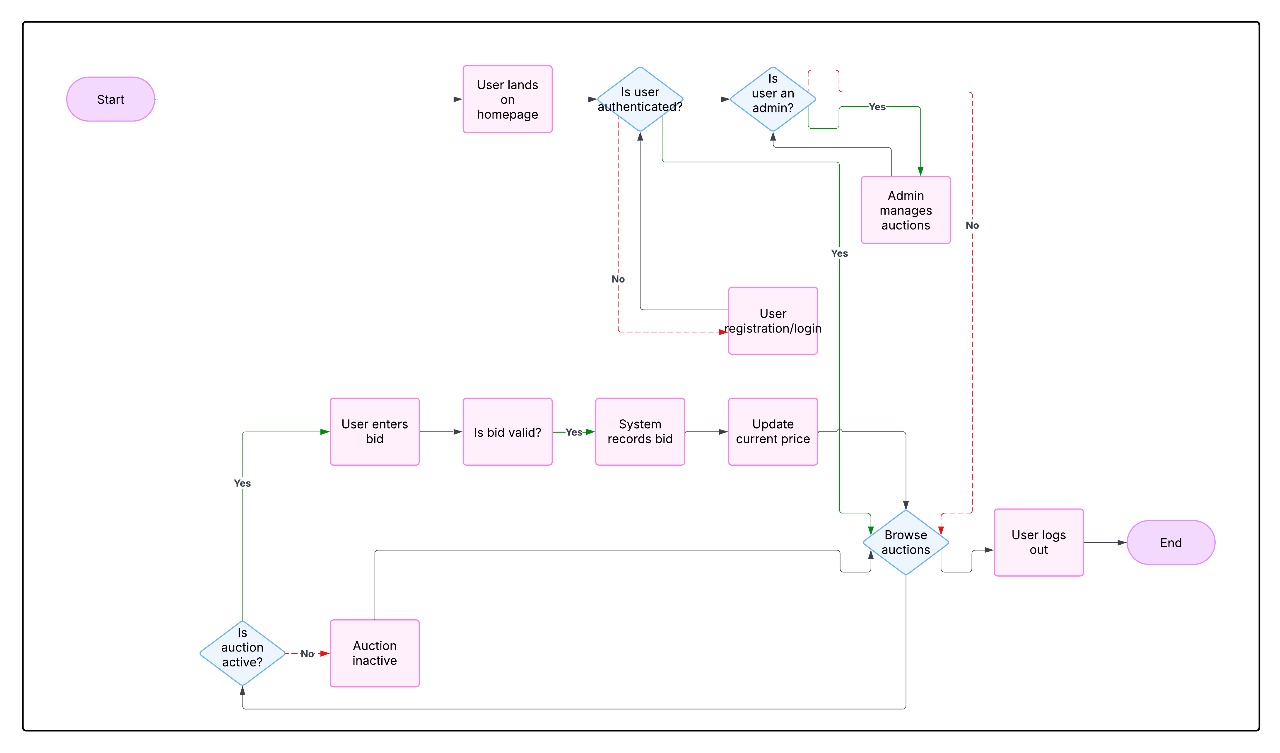 Start
User lands
on
homepage
Is user
authenticated?
Is
user an
admin?
Yes
Admin
manages
auctions
No
Yes
No
User
registration/login
User enters
bid
Is bid valid?
Yes
System
records bid
Update
current price
Yes
Browse
auctions
User logs
out
End
Is
auction
active?
No
Auction
inactive